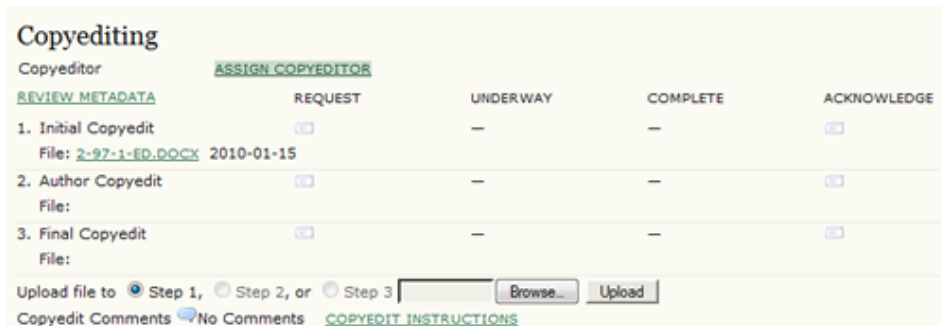 Copyediting
Copyeditor ASSIGN COPYEDITOR
REVIEW METADATA REQUEST UNDERWAY COMPLETE ACKNOWLEDGE
1. Initial Copyedit — —
File: 2-97-1-ED.DOCX 2010-01-15
2. Author Copyedit — —
File:
3. Final Copyedit — —
File:
Upload file to Step 1, Step 2, or Step 3 Browse... Upload
Copyedit Comments No Comments COPYEDIT INSTRUCTIONS